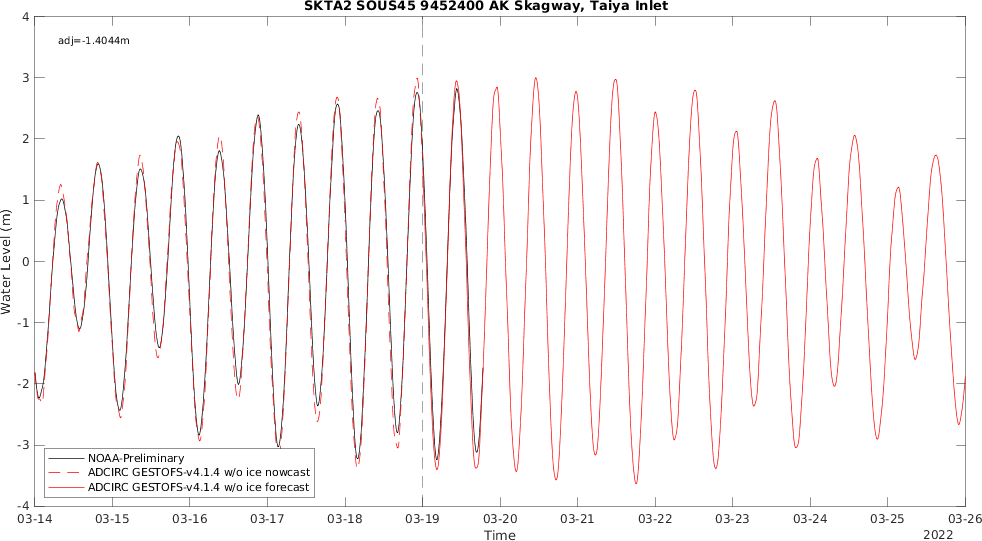 SKTA2 SOUS45 9452400 AK Skagway, Taiya Inlet
adj=-1.4044m
4
3
2
1
0
-1
-2
-3
-4
Water Level (m)
NOAA-Preliminary
ADCIRC GESTOFS-v4.1.4 w/o ice nowcast
ADCIRC GESTOFS-v4.1.4 w/o ice forecast
03-14 03-15 03-16 03-17 03-18 03-19 03-20 03-21 03-22 03-23 03-24 03-25 03-26
Time
2022